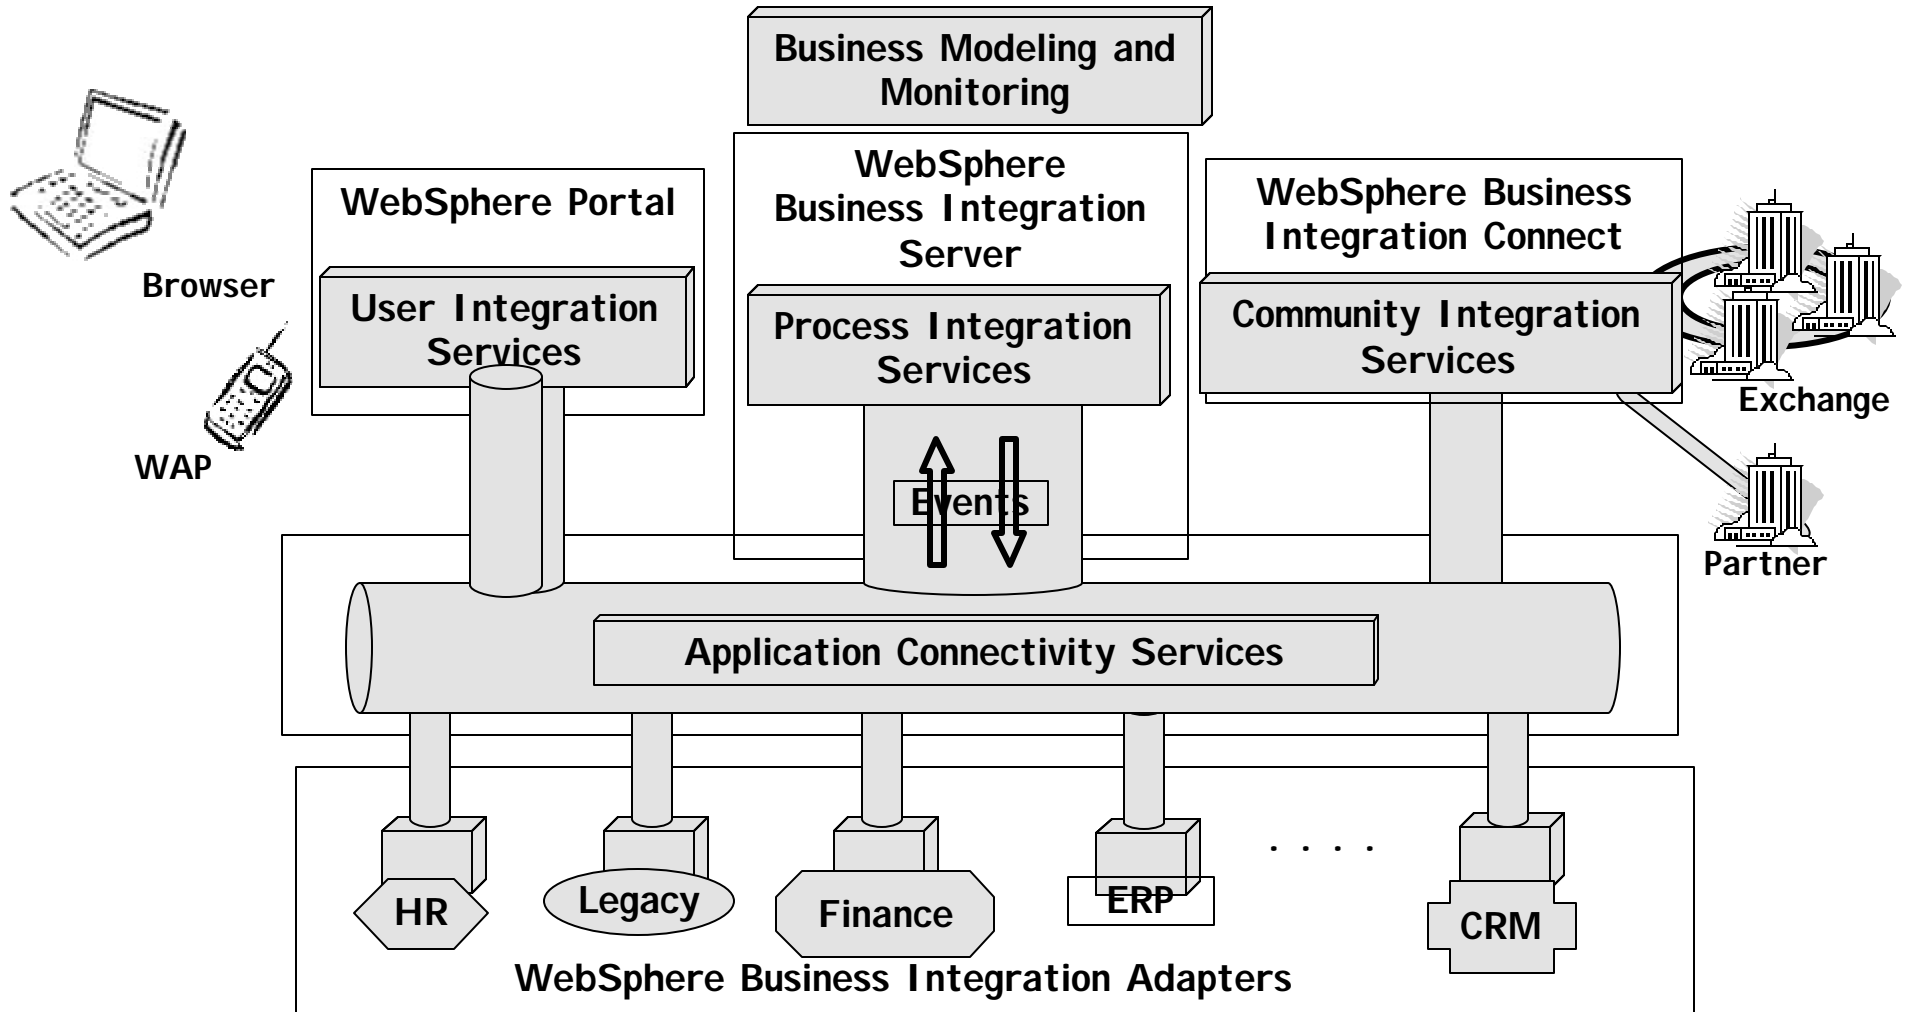 Business Modeling and
Monitoring
WebSphere
Business Integration
Server
WebSphere Portal
WebSphere Business
Integration Connect
Browser
User Integration
Services
Process Integration
Services
Community Integration
Services
Exchange
WAP
Events
Partner
Application Connectivity Services
. . . .
HR
Legacy
Finance
ERP
CRM
WebSphere Business Integration Adapters